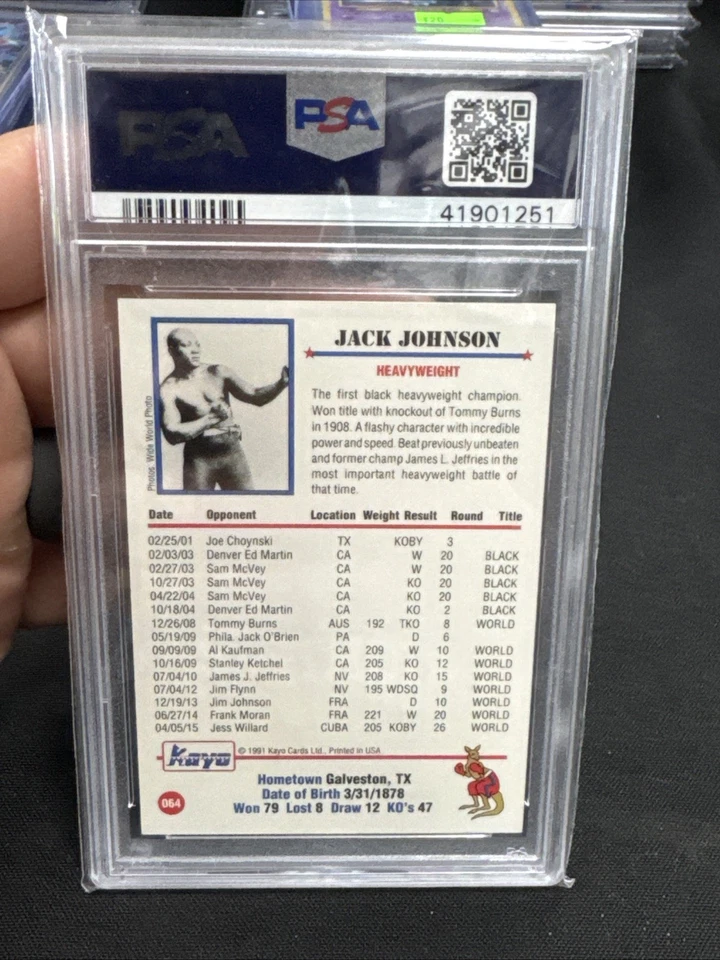 126
PSA
PSA
41901251
JACK JOHNSON
HEAVYWEIGHT
The first black heavyweight champion.
Won title with knockout of Tommy Burns
in 1908. A flashy character with incredible
power and speed. Beat previously unbeaten
and former champ James L. Jeffries in the
most important heavyweight battle of
that time.
Photos Wide World Photo
Date Opponent Location Weight Result Round Title
02/25/01 Joe Choynski TX KOBY 3
02/03/03 Denver Ed Martin CA W 20 BLACK
02/27/03 Sam McVey CA W 20 BLACK
10/27/03 Sam McVey CA KO 20 BLACK
04/22/04 Sam McVey CA KO 20 BLACK
10/18/04 Denver Ed Martin CA KO 2 BLACK
12/26/08 Tommy Burns AUS 192 TKO 8 WORLD
05/19/09 Phila. Jack O'Brien PA D 6
09/09/09 Al Kaufman CA 209 W 10 WORLD
10/16/09 Stanley Ketchel CA 205 KO 12 WORLD
07/04/10 James J. Jeffries NV 208 KO 15 WORLD
07/04/12 Jim Flynn NV 195 WDSQ 9 WORLD
12/19/13 Jim Johnson FRA D 10 WORLD
06/27/14 Frank Moran FRA 221 W 20 WORLD
04/05/15 Jess Willard CUBA 205 KOBY 26 WORLD
Kayo © 1991 Kayo Cards Ltd., Printed in USA
Hometown Galveston, TX
Date of Birth 3/31/1878
064 Won 79 Lost 8 Draw 12 KO's 47